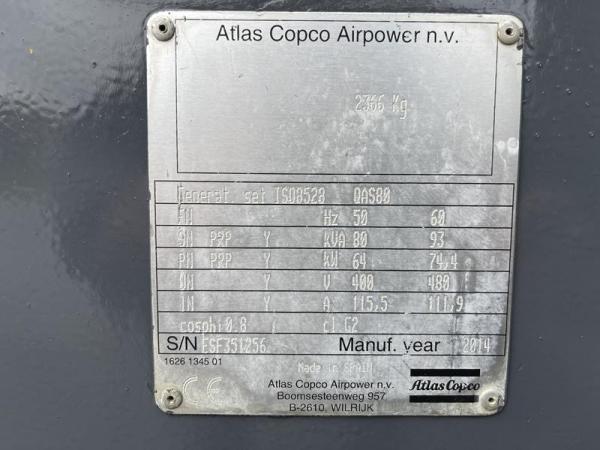 Atlas Copco Airpower n.v.
2366 Kg
Generat set ISO8528 QAS80
FN Hz 50 60
SN PRP Y KVA 80 93
PN PRP Y KW 64 74,4
UN Y V 400 480
IN Y A 115,5 111,9
cosphi 0.8 / cl.G2
S/N Manuf. year 2014
1626 1345 01
Made in SPAIN
CE Atlas Copco Airpower n.v.
Boomsesteenweg 957
B-2610, WILRIJK
Atlas Copco